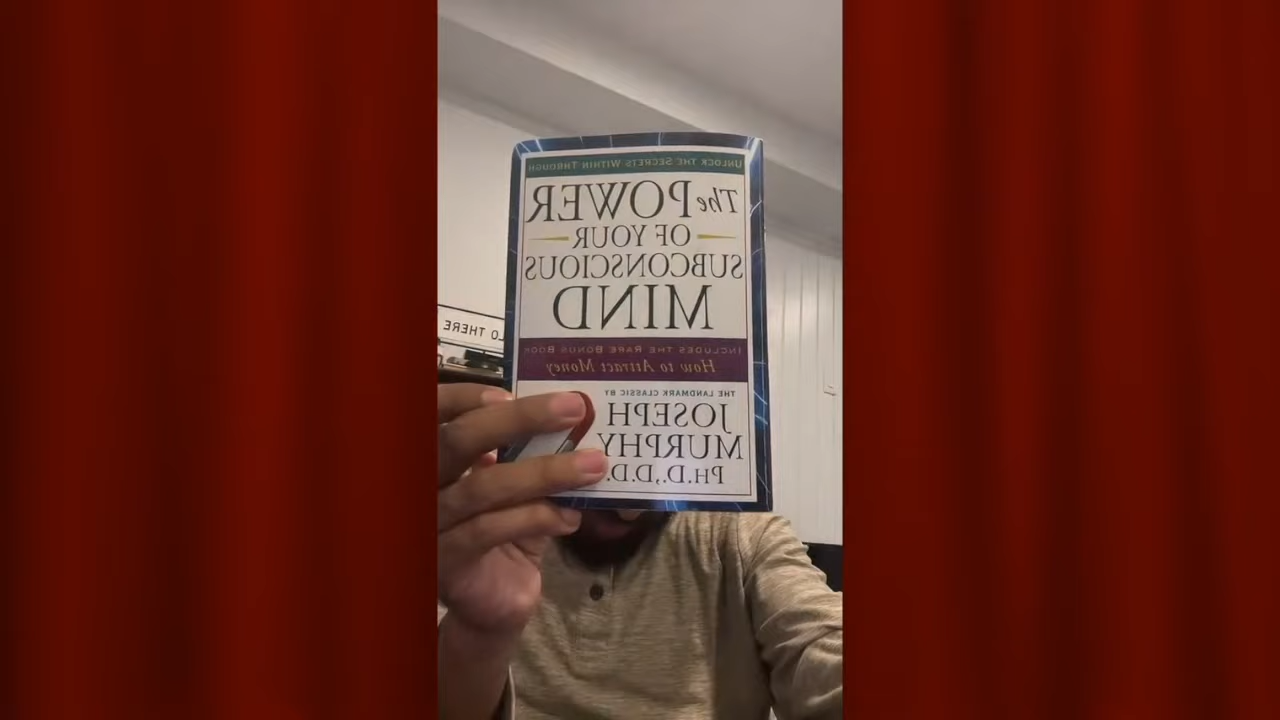 UNLOCK THE SECRETS WITHIN THROUGH
The POWER
OF YOUR
SUBCONSCIOUS
MIND
INCLUDES THE RARE BONUS BOOK
How to Attract Money
THE LANDMARK CLASSIC BY
JOSEPH
MURPHY
PH.D., D.D.
LO THERE